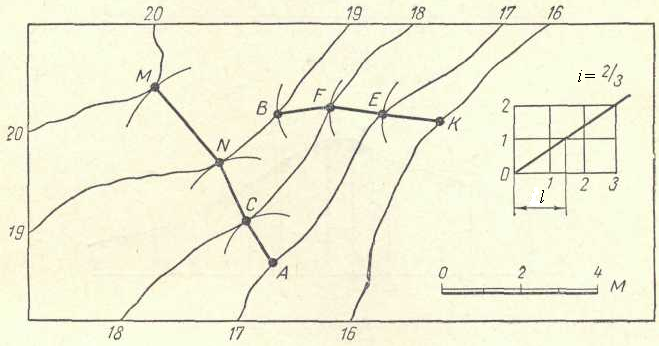 20 19 18 17 16
M
i = 2/3
B F E K
2
1
0 1 2 3
l
20
N
C
19
A
0 2 4 М
18 17 16